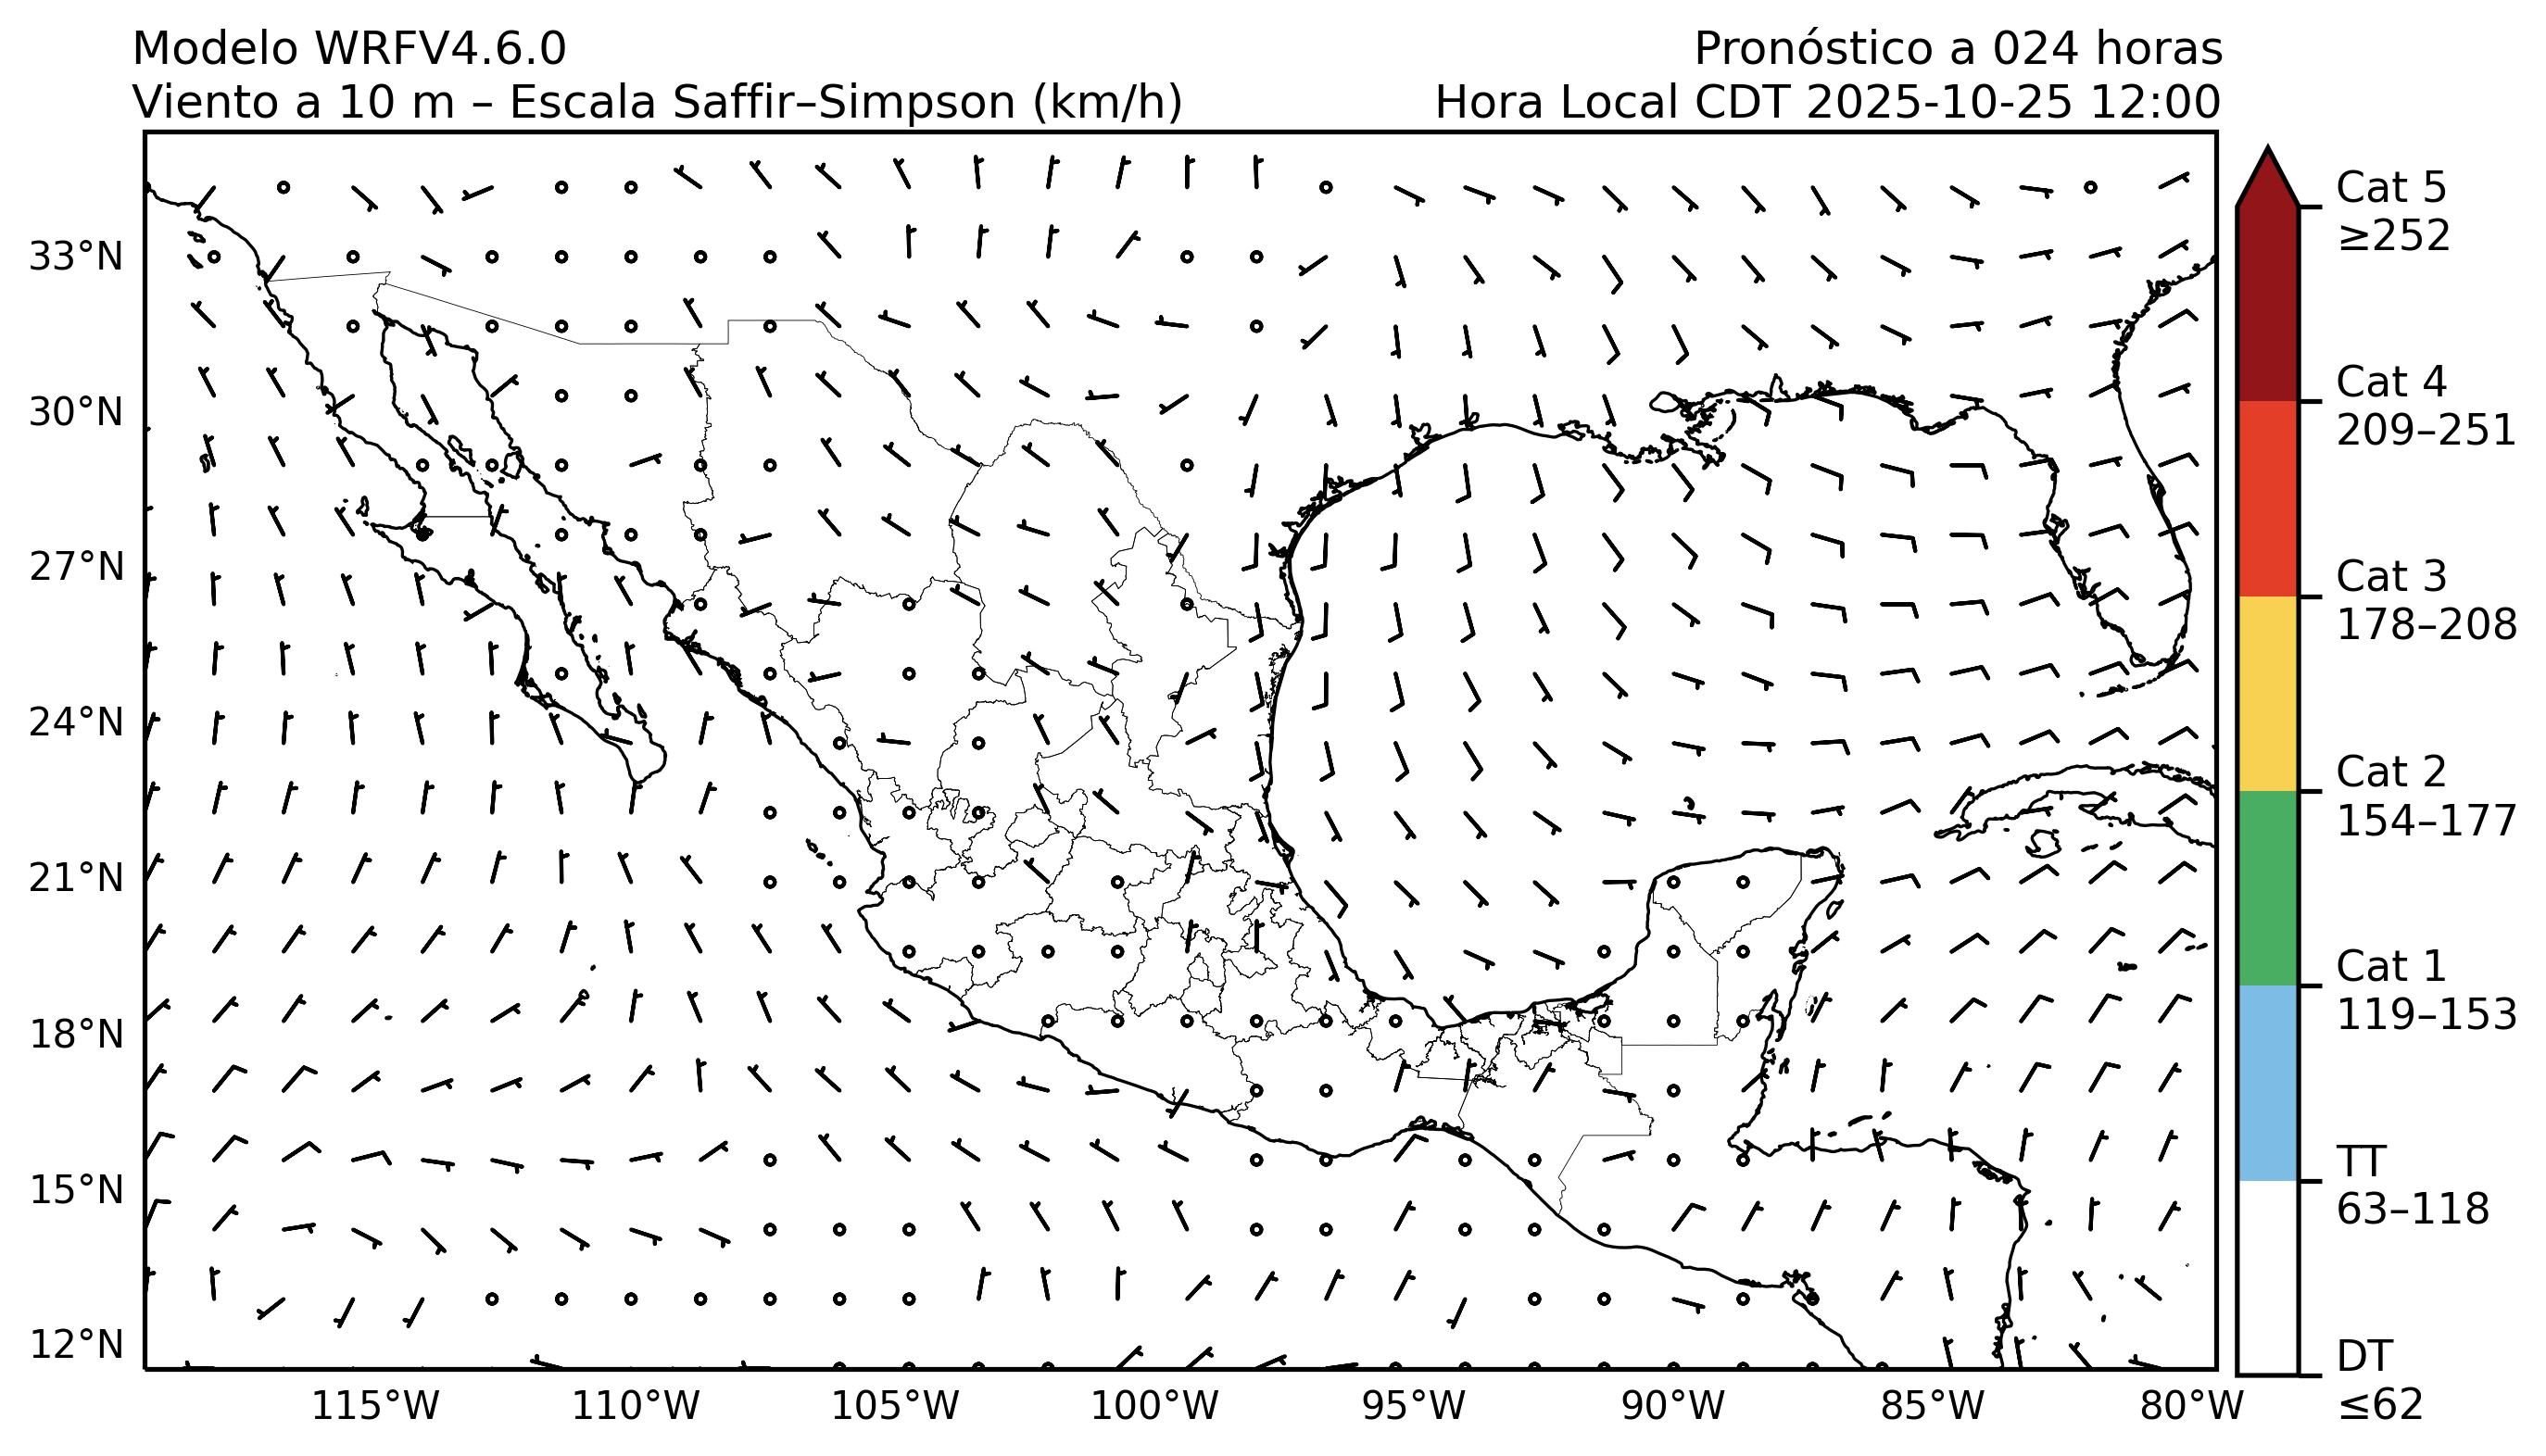 Modelo WRFV4.6.0
Pronóstico a 024 horas
Viento a 10 m – Escala Saffir–Simpson (km/h)
Hora Local CDT 2025-10-25 12:00
33°N
30°N
27°N
24°N
21°N
18°N
15°N
12°N
115°W
110°W
105°W
100°W
95°W
90°W
85°W
80°W
Cat 5
≥252
Cat 4
209–251
Cat 3
178–208
Cat 2
154–177
Cat 1
119–153
TT
63–118
DT
≤62